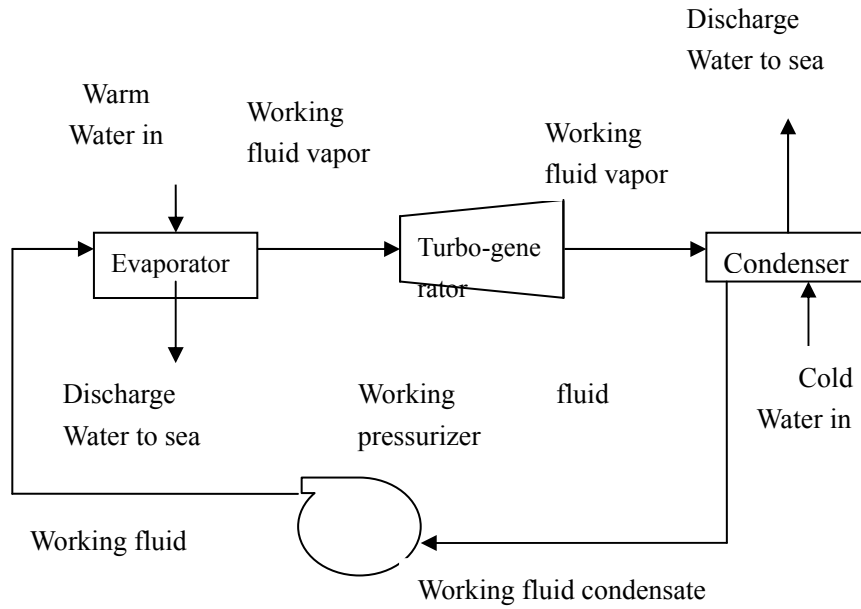 Discharge
Water to sea
Warm
Water in
Working
fluid vapor
Working
fluid vapor
Evaporator
Turbo-gene
rator
Condenser
Discharge
Water to sea
Working fluid
pressurizer
Cold
Water in
Working fluid
Working fluid condensate